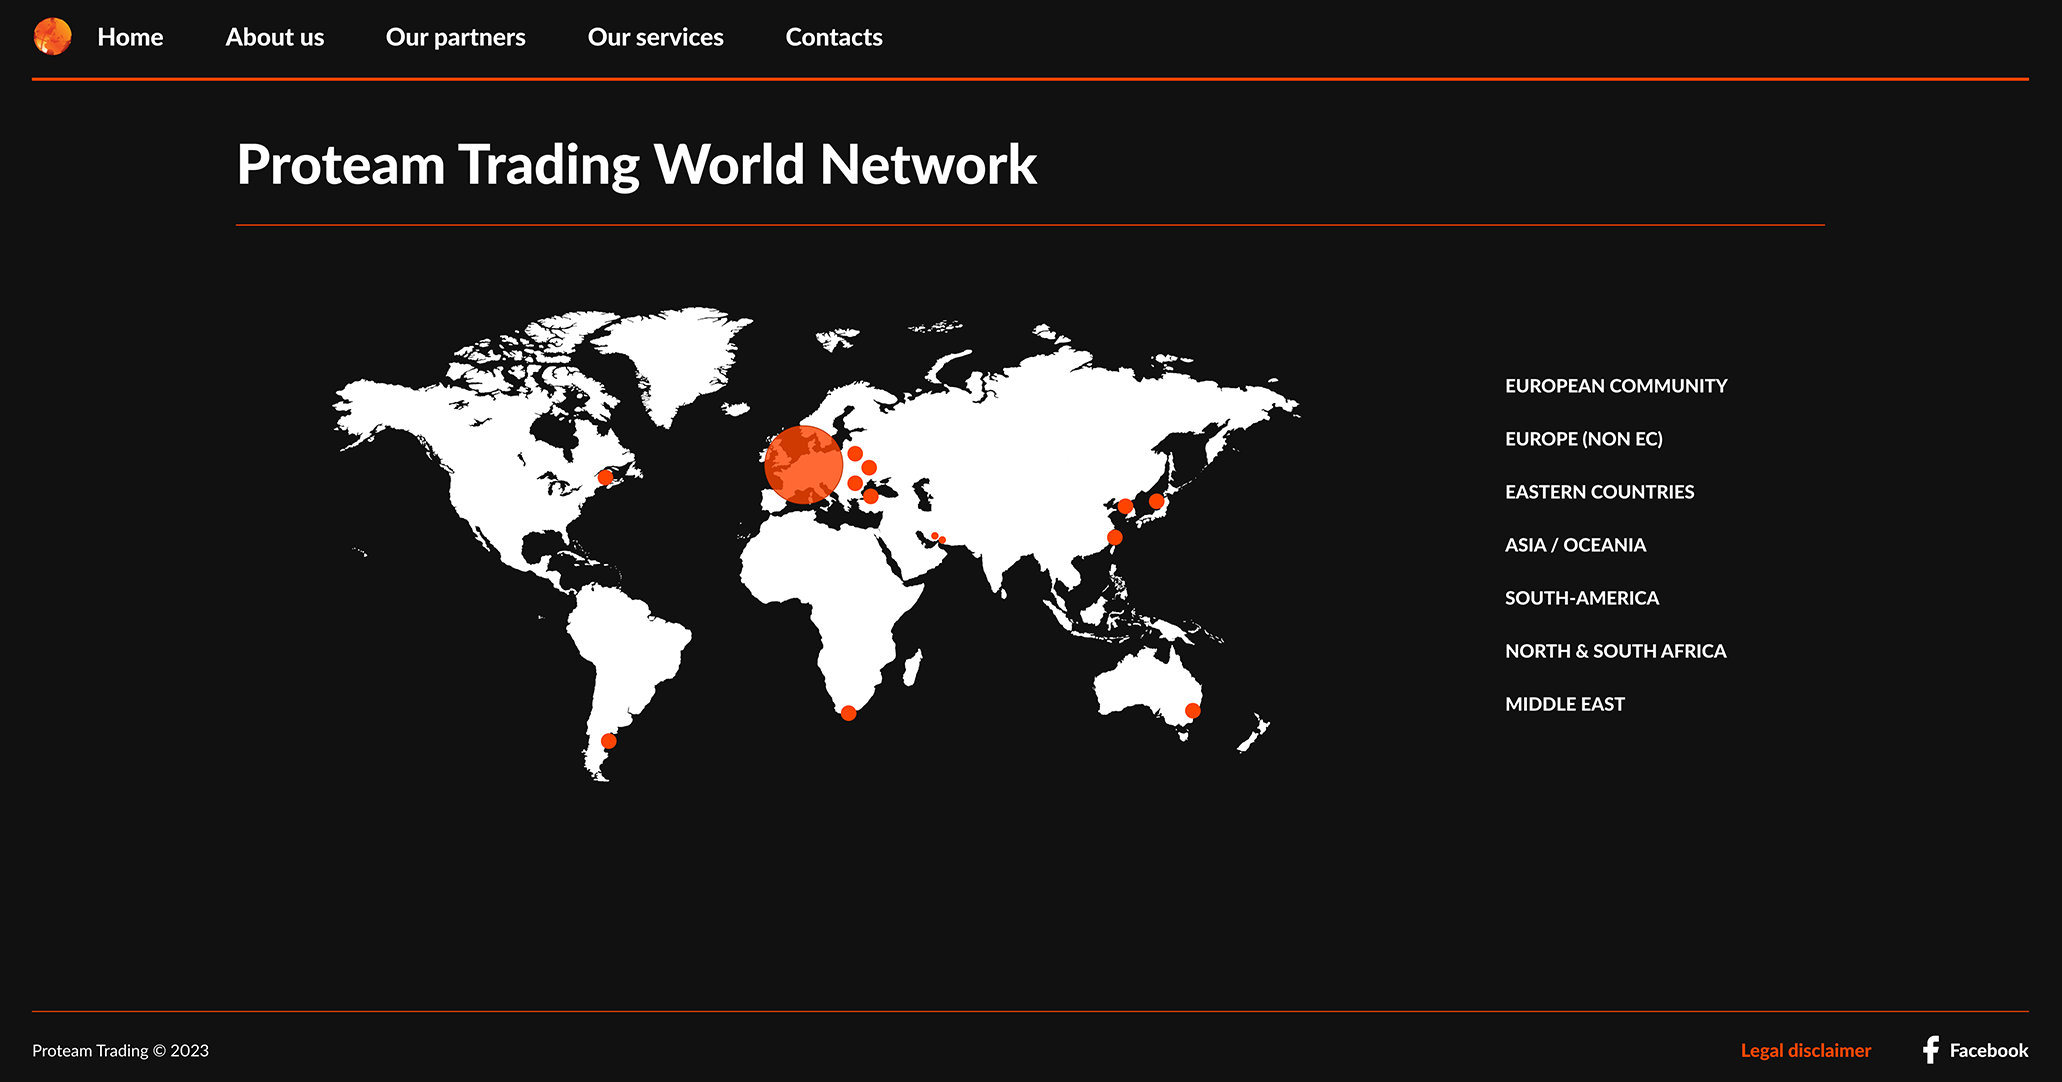 Home
About us
Our partners
Our services
Contacts
Proteam Trading World Network
EUROPEAN COMMUNITY
EUROPE (NON EC)
EASTERN COUNTRIES
ASIA / OCEANIA
SOUTH-AMERICA
NORTH & SOUTH AFRICA
MIDDLE EAST
Proteam Trading © 2023
Legal disclaimer
Facebook